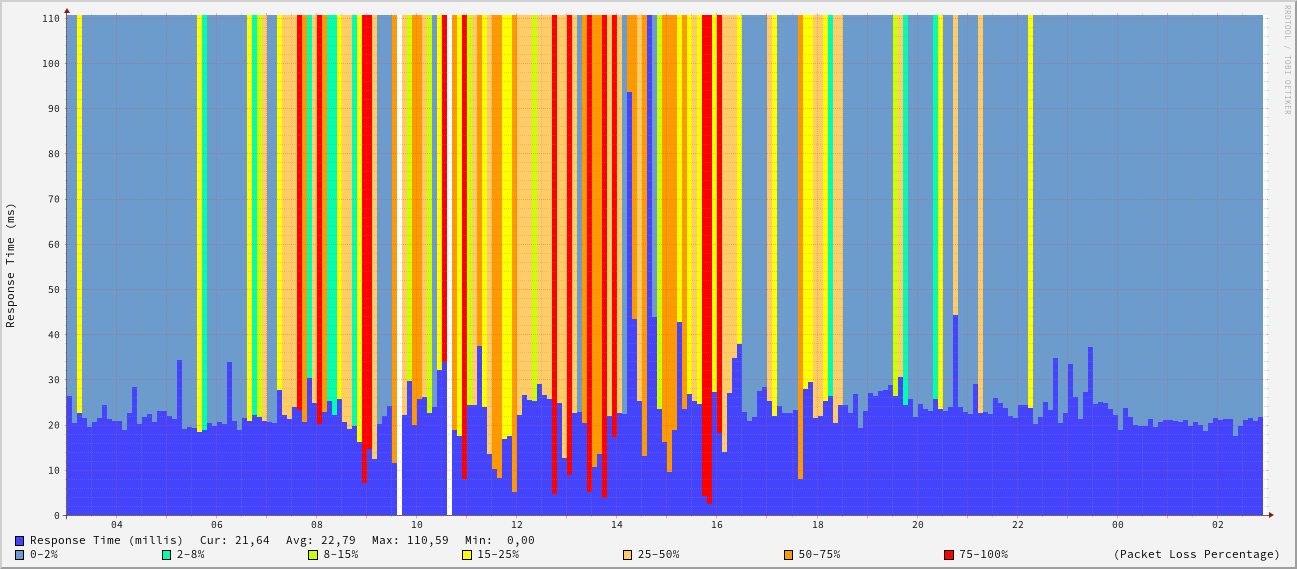 RRDTOOL / TOBI OETIKER
Response Time (ms)
110
100
90
80
70
60
50
40
30
20
10
0
04 06 08 10 12 14 16 18 20 22 00 02
Response Time (millis) Cur: 21,64 Avg: 22,79 Max: 110,59 Min: 0,00
0-2% 2-8% 8-15% 15-25% 25-50% 50-75% 75-100% (Packet Loss Percentage)